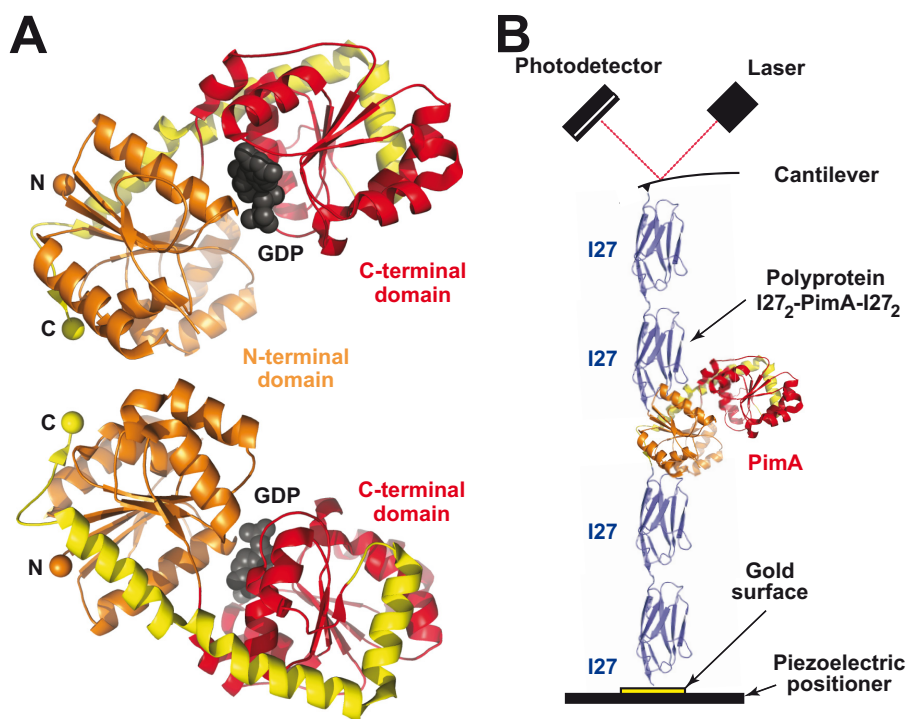 A
N
C
GDP
C-terminal
domain
N-terminal
domain
C
GDP
C-terminal
domain
N
B
Photodetector
Laser
Cantilever
I27
Polyprotein
I27₂-PimA-I27₂
I27
PimA
I27
Gold
surface
I27
Piezoelectric
positioner